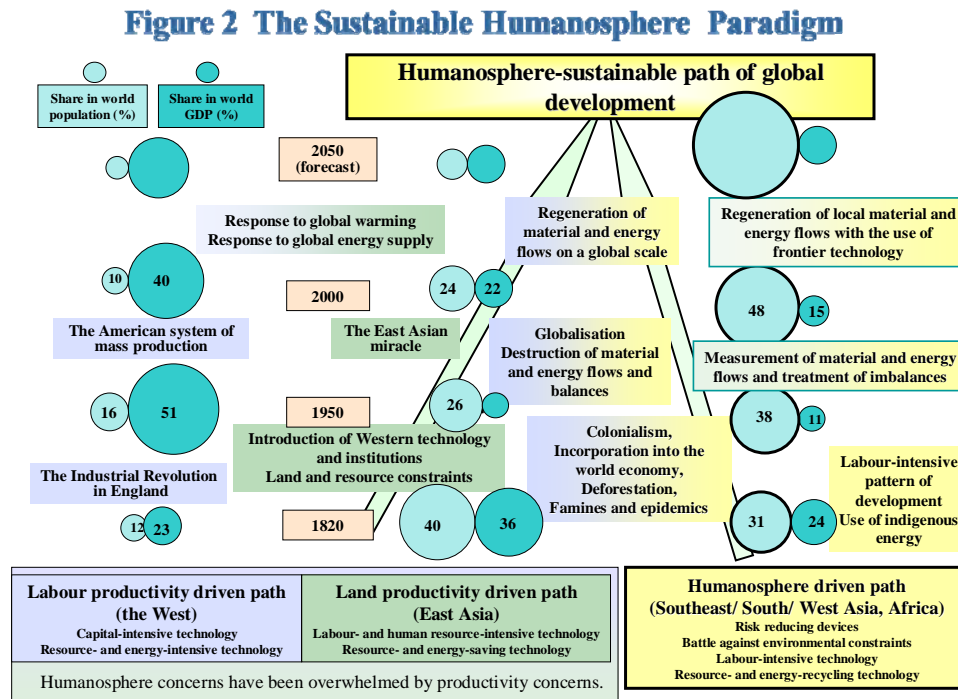 Figure 2 The Sustainable Humanosphere Paradigm
Share in world
population (%)
Share in world
GDP (%)
Humanosphere-sustainable path of global
development
2050
(forecast)
Response to global warming
Response to global energy supply
Regeneration of
material and energy
flows on a global scale
Regeneration of local material and
energy flows with the use of
frontier technology
10
40
2000
24
22
48
15
The American system of
mass production
The East Asian
miracle
Globalisation
Destruction of material
and energy flows and
balances
Measurement of material and energy
flows and treatment of imbalances
16
51
1950
26
38
11
Introduction of Western technology
and institutions
Land and resource constraints
Colonialism,
Incorporation into the
world economy,
Deforestation,
Famines and epidemics
The Industrial Revolution
in England
Labour-intensive
pattern of
development
Use of indigenous
energy
12
23
1820
40
36
31
24
Labour productivity driven path
(the West)
Capital-intensive technology
Resource- and energy-intensive technology
Land productivity driven path
(East Asia)
Labour- and human resource-intensive technology
Resource- and energy-saving technology
Humanosphere driven path
(Southeast/ South/ West Asia, Africa)
Risk reducing devices
Battle against environmental constraints
Labour-intensive technology
Resource- and energy-recycling technology
Humanosphere concerns have been overwhelmed by productivity concerns.